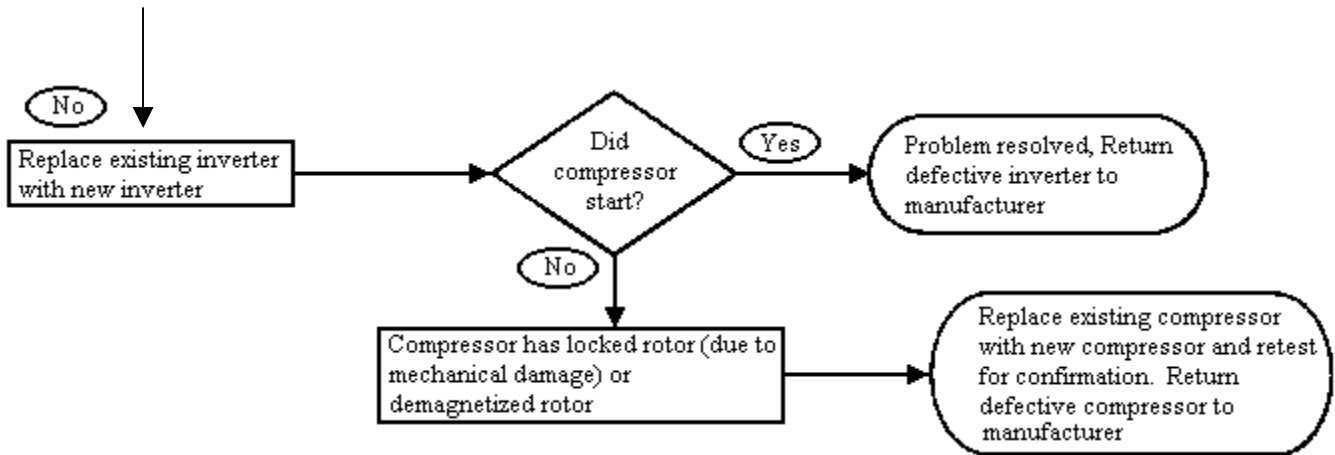 No
Replace existing inverter
with new inverter
Did
compressor
start?
Yes
Problem resolved, Return
defective inverter to
manufacturer
No
Compressor has locked rotor (due to
mechanical damage) or
demagnetized rotor
Replace existing compressor
with new compressor and retest
for confirmation.  Return
defective compressor to
manufacturer